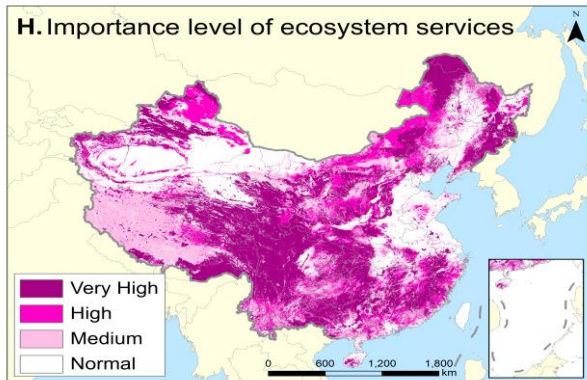 H. Importance level of ecosystem services
N
Very High
High
Medium
Normal
0 600 1,200 1,800
km